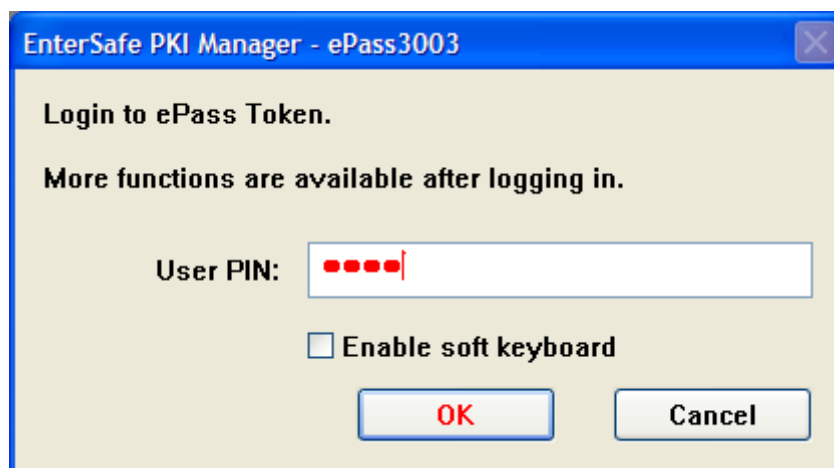 EnterSafe PKI Manager - ePass3003
Login to ePass Token.
More functions are available after logging in.
User PIN: ••••
Enable soft keyboard
OK Cancel